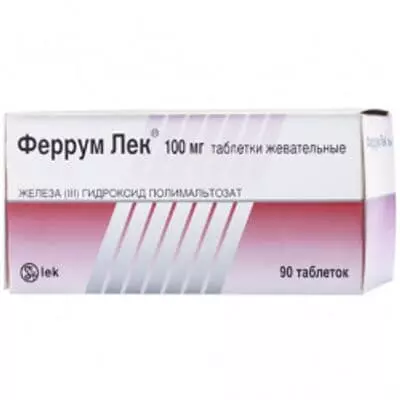 Феррум Лек® 100 мг таблетки жевательные
ЖЕЛЕЗА (III) ГИДРОКСИД ПОЛИМАЛЬТОЗАТ
lek
90 таблеток